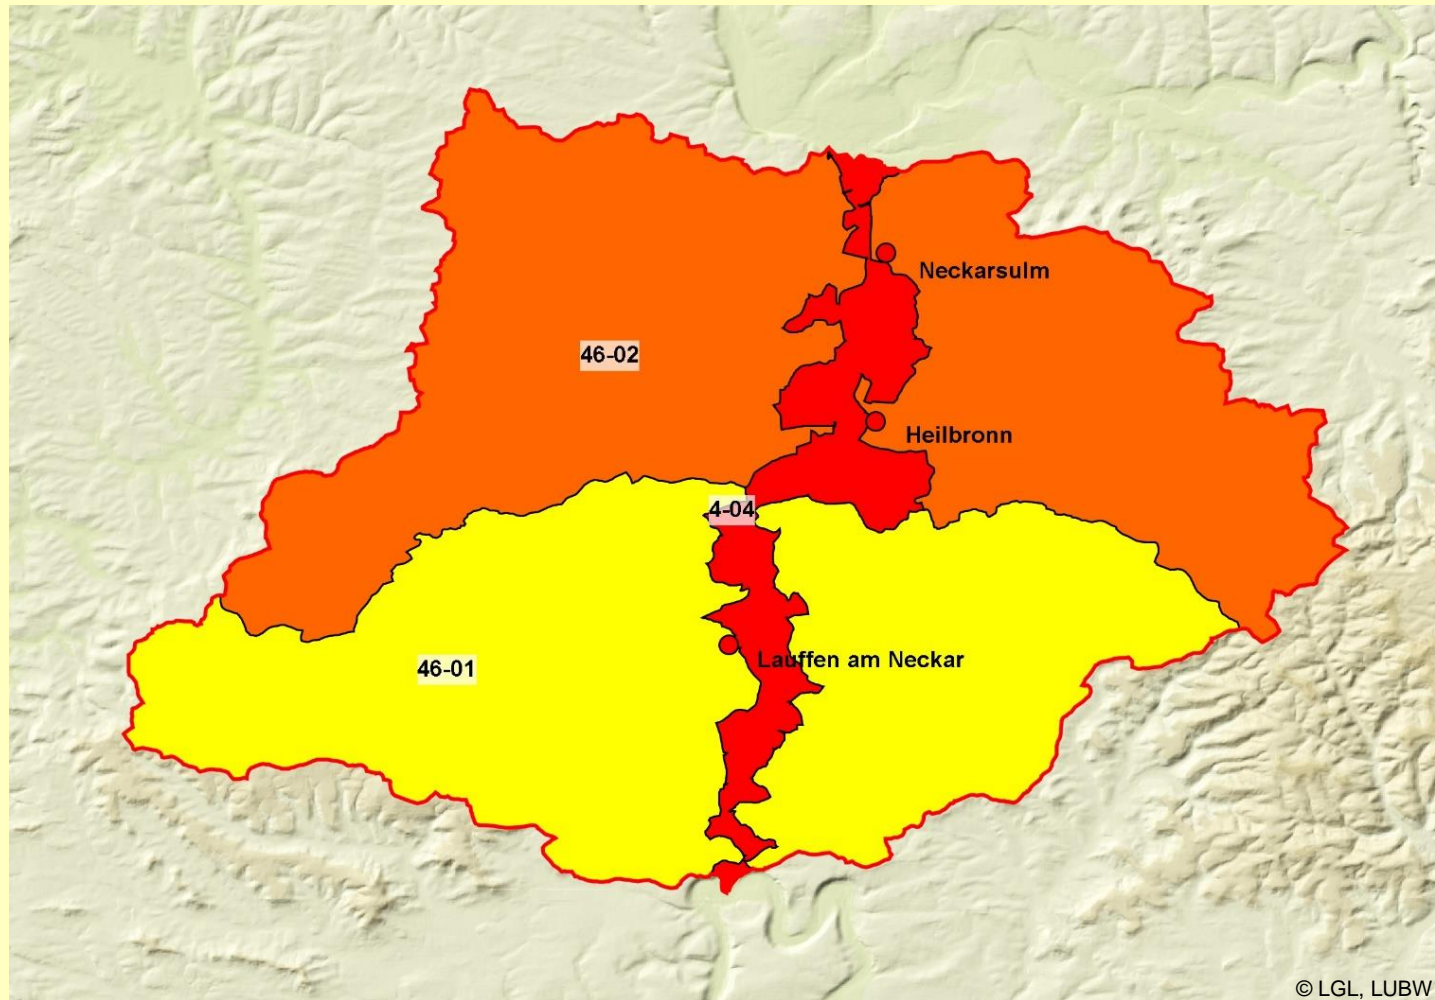 Neckarsulm
46-02
Heilbronn
4-04
Lauffen am Neckar
46-01
© LGL, LUBW